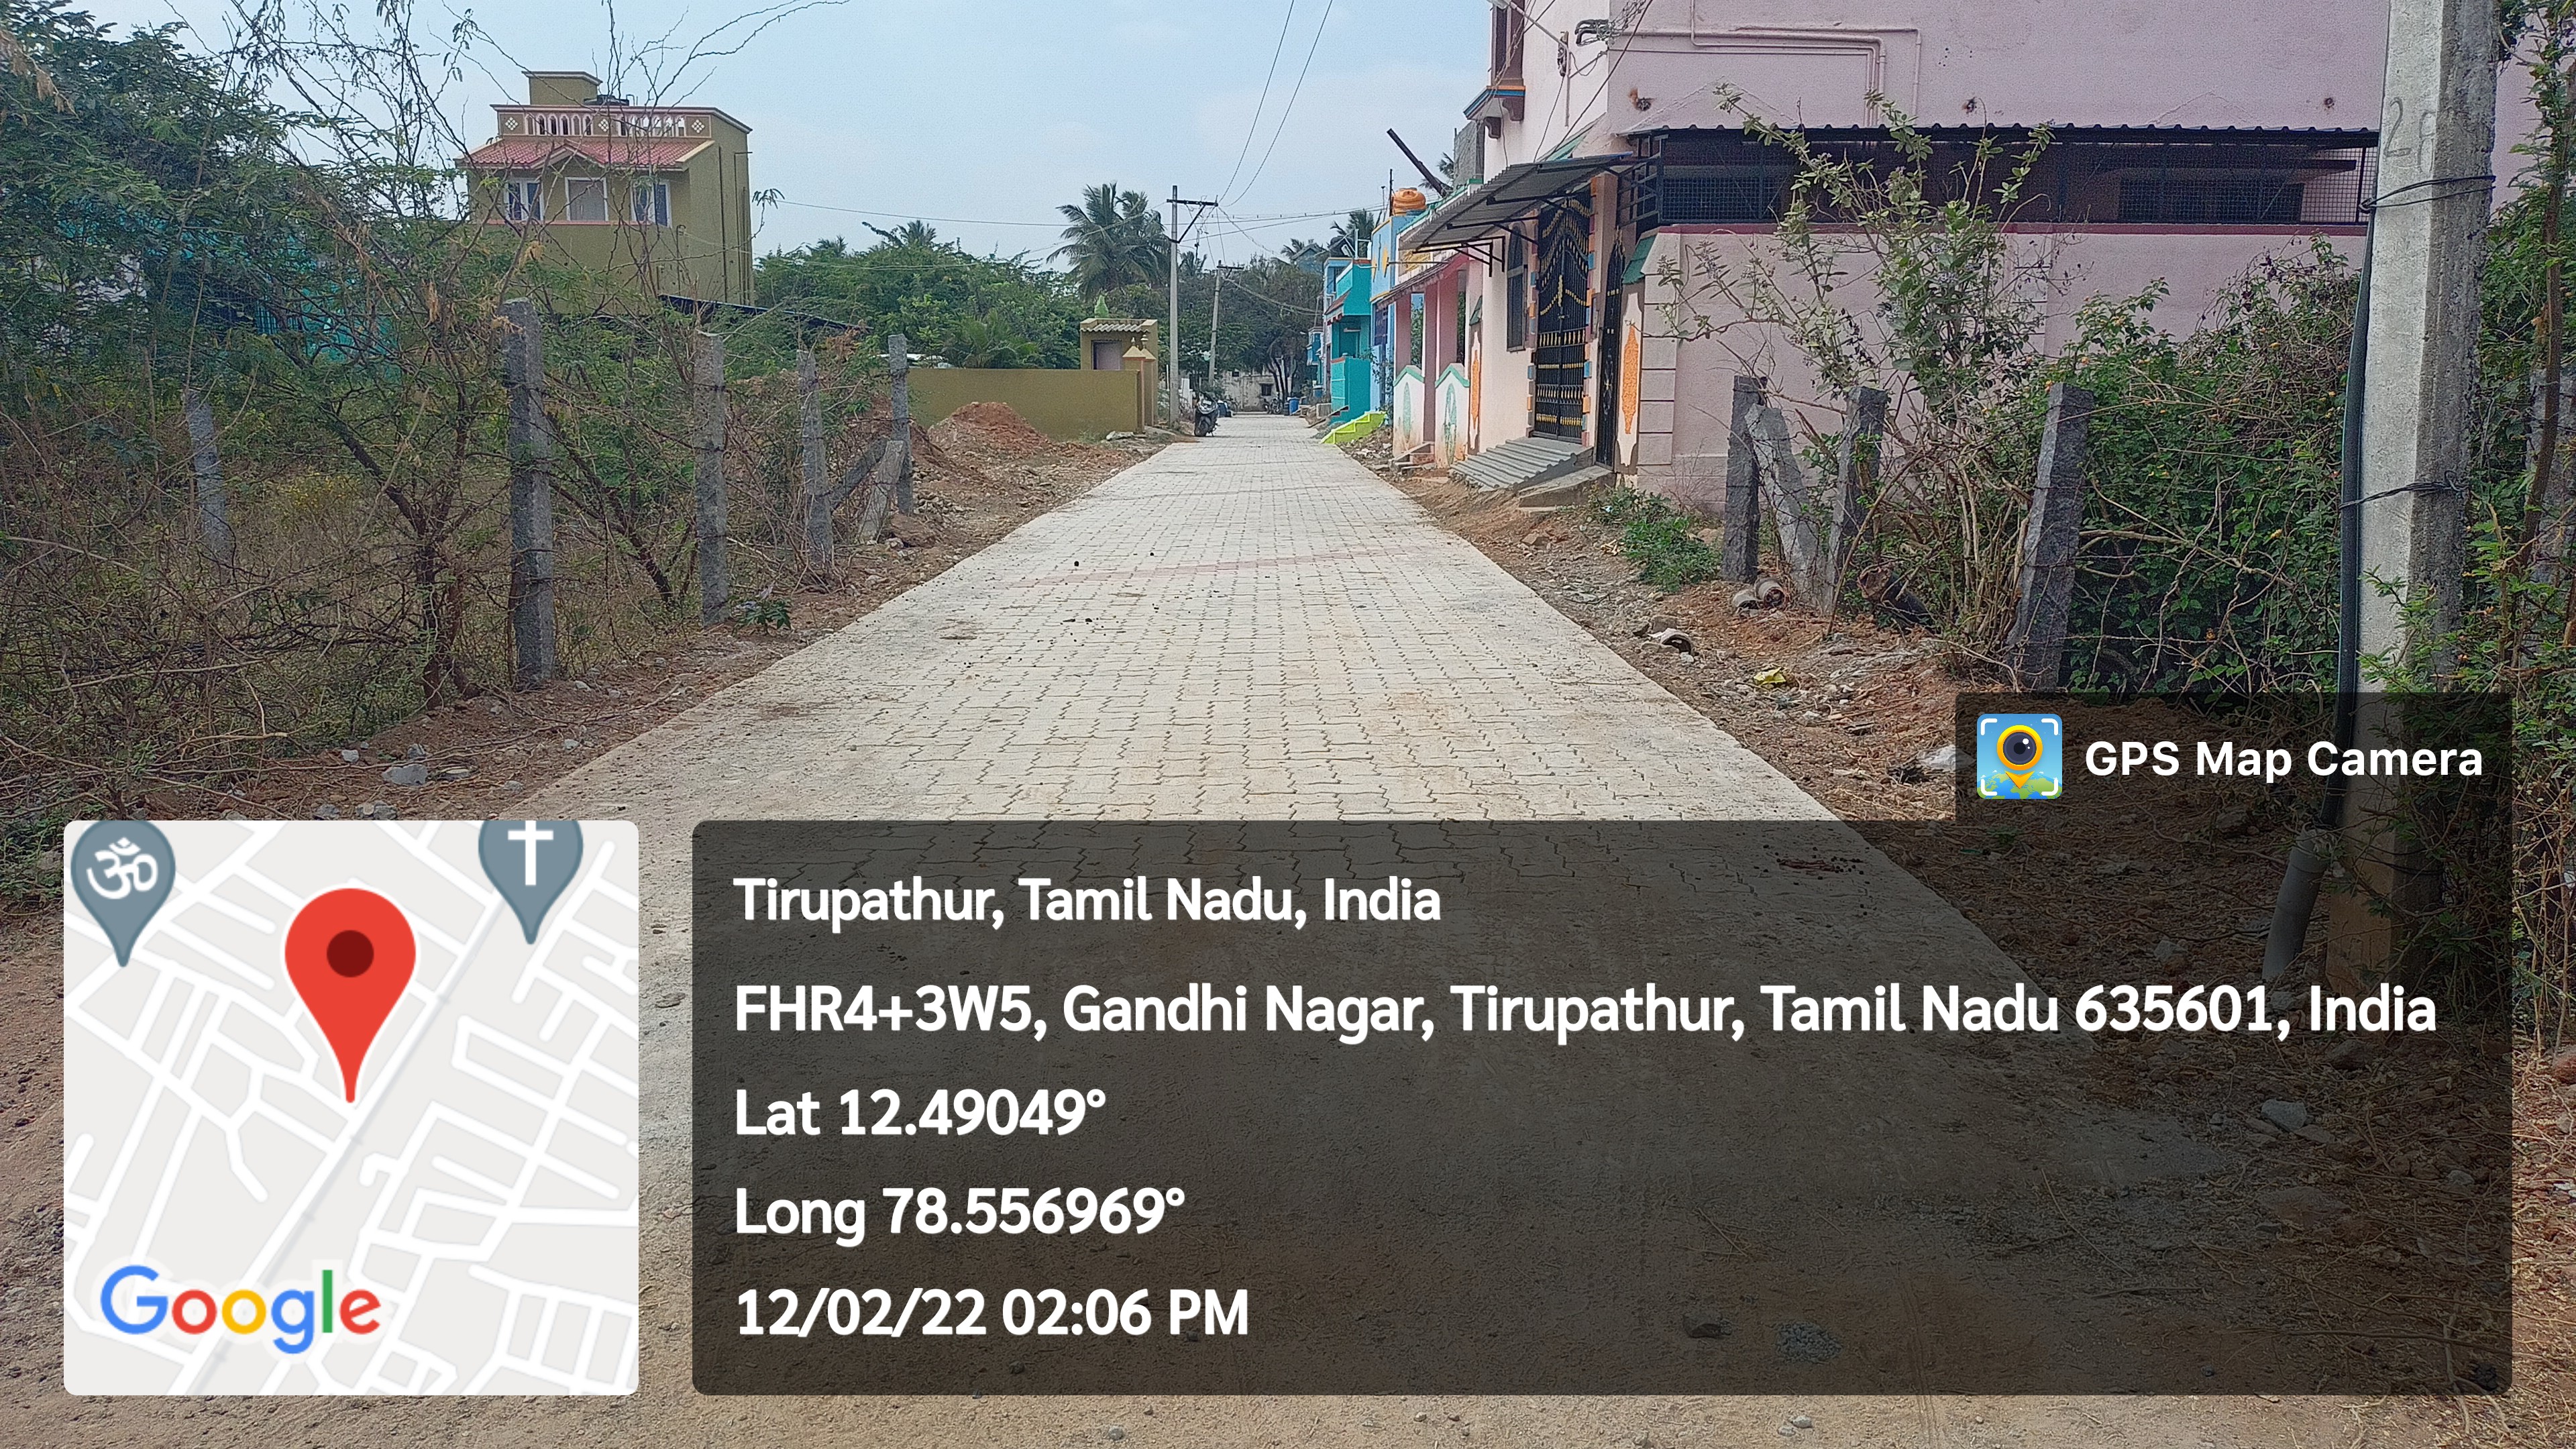 GPS Map Camera
Tirupathur, Tamil Nadu, India
FHR4+3W5, Gandhi Nagar, Tirupathur, Tamil Nadu 635601, India
Lat 12.49049°
Long 78.556969°
12/02/22 02:06 PM
ॐ
Google